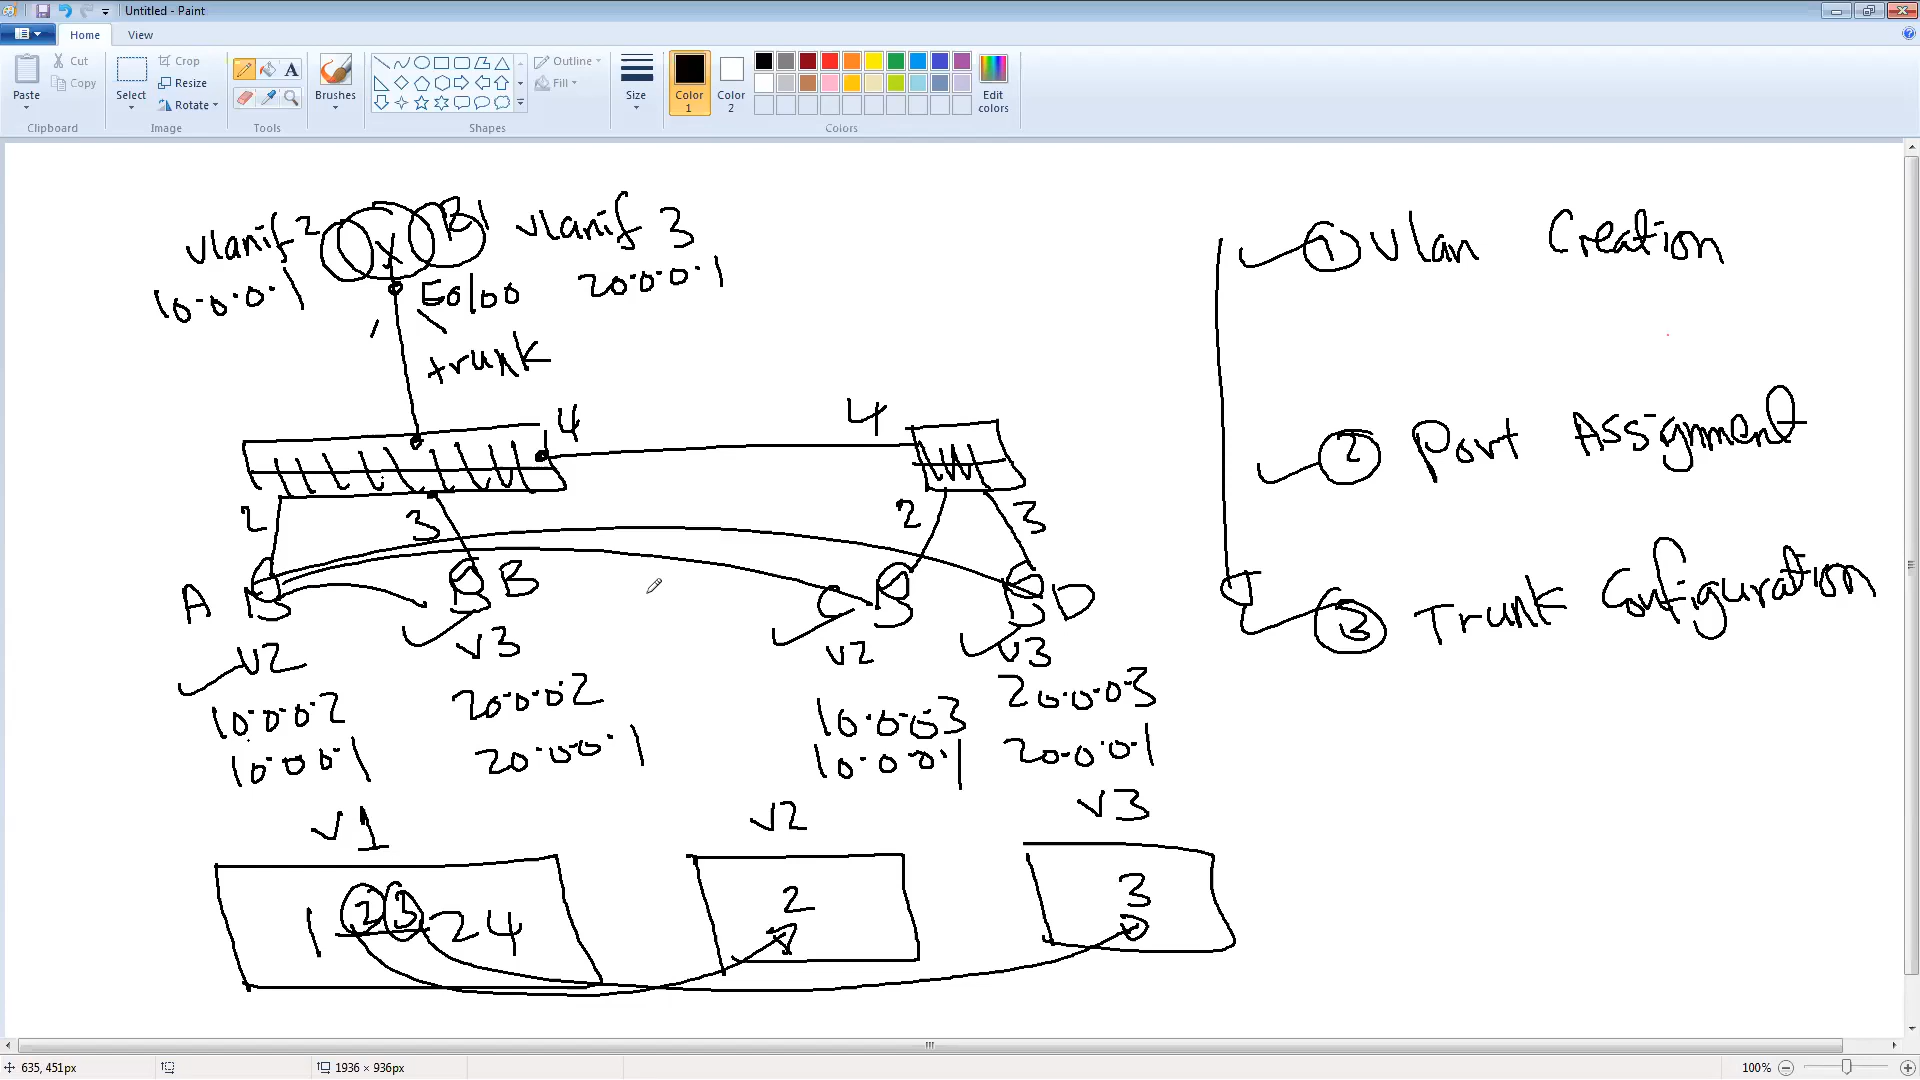 Untitled - Paint
Home
View
Paste
Cut
Copy
Clipboard
Select
Crop
Resize
Rotate
Image
A
Tools
Brushes
Shapes
Outline
Fill
Size
Color
1
Color
2
Edit
colors
Colors
vlanif 2
vlanif 3
10.0.0.1
E0/0/0
20.0.0.1
trunk
4
4
2
3
2
3
A
B
C
D
v2
v3
v2
v3
10.0.0.2
20.0.0.2
10.0.0.3
20.0.0.3
10.0.0.1
20.0.0.1
10.0.0.1
20.0.0.1
v1
v2
v3
1 2 3 24
2
3
1 Vlan Creation
2 Port Assignment
3 Trunk Configuration
635, 451px
1936 × 936px
100%